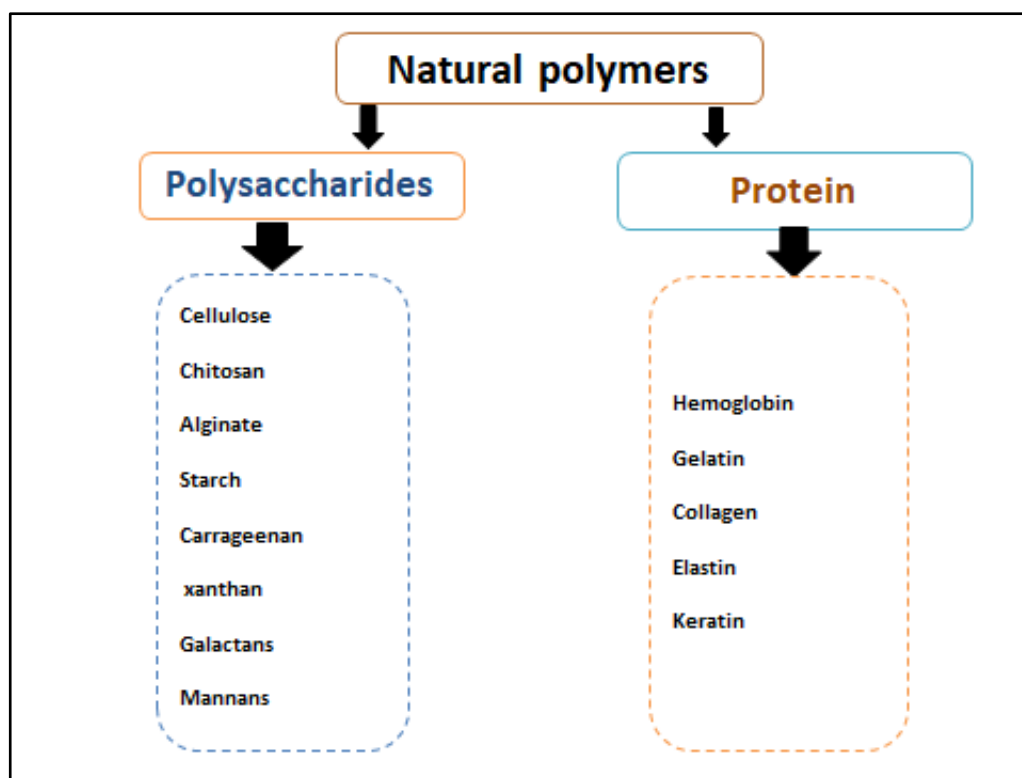 Natural polymers
Polysaccharides
Cellulose
Chitosan
Alginate
Starch
Carrageenan
xanthan
Galactans
Mannans
Protein
Hemoglobin
Gelatin
Collagen
Elastin
Keratin